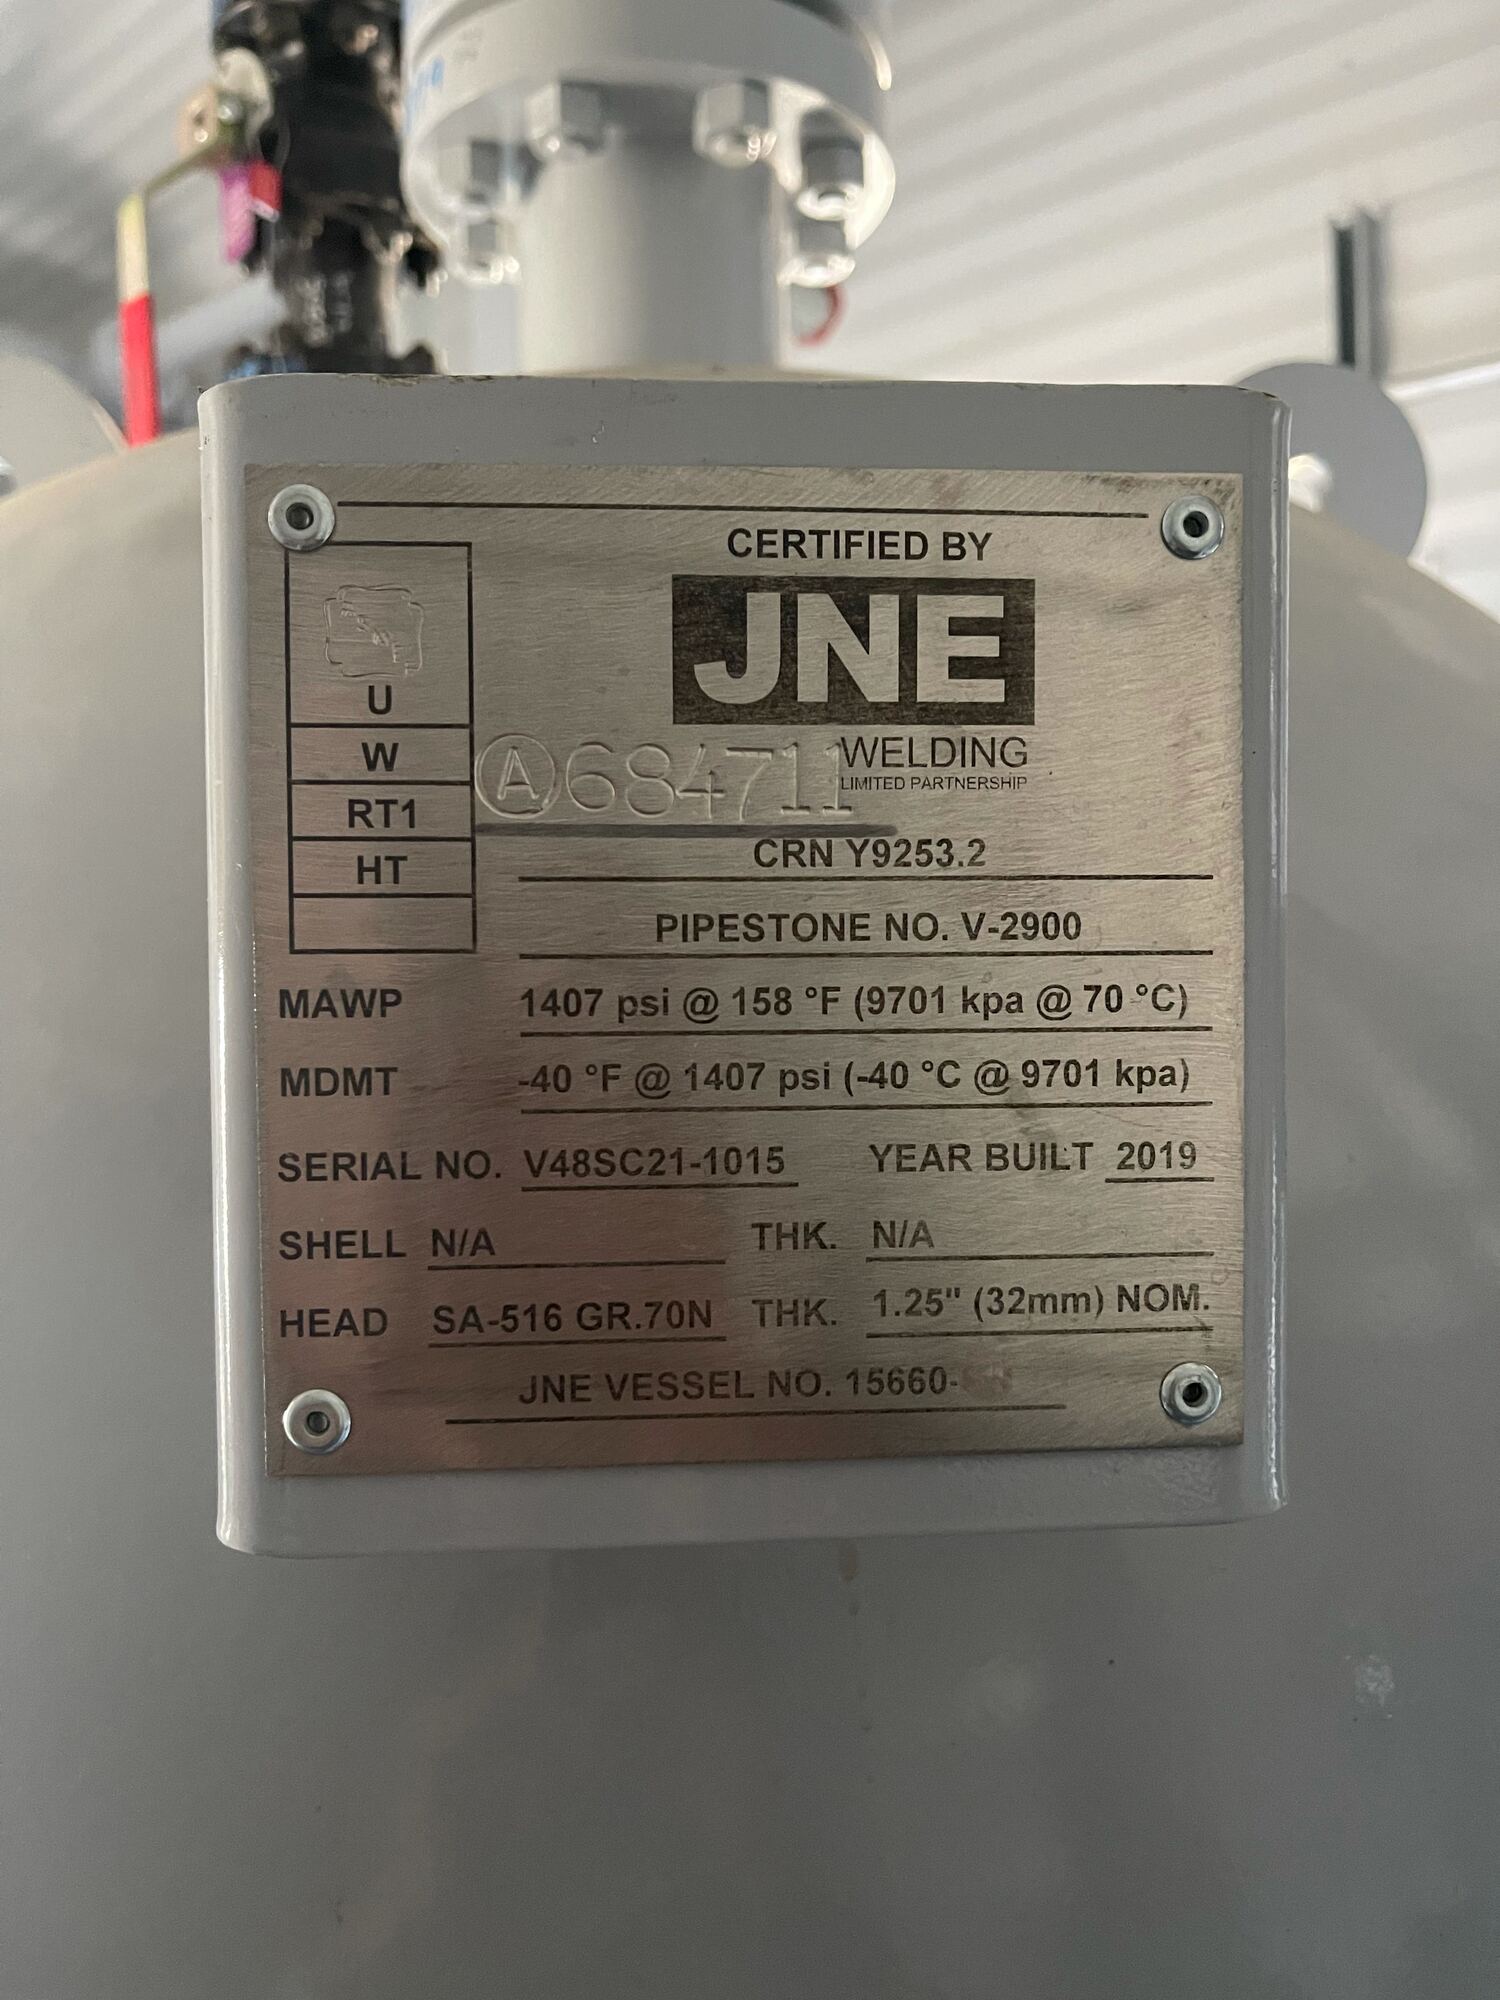 CERTIFIED BY
JNE
WELDING
LIMITED PARTNERSHIP
U
W
RT1
HT
Ⓐ684711
CRN Y9253.2
PIPESTONE NO. V-2900
MAWP 1407 psi @ 158 °F (9701 kpa @ 70 °C)
MDMT -40 °F @ 1407 psi (-40 °C @ 9701 kpa)
SERIAL NO. V48SC21-1015 YEAR BUILT 2019
SHELL N/A THK. N/A
HEAD SA-516 GR.70N THK. 1.25" (32mm) NOM.
JNE VESSEL NO. 15660-